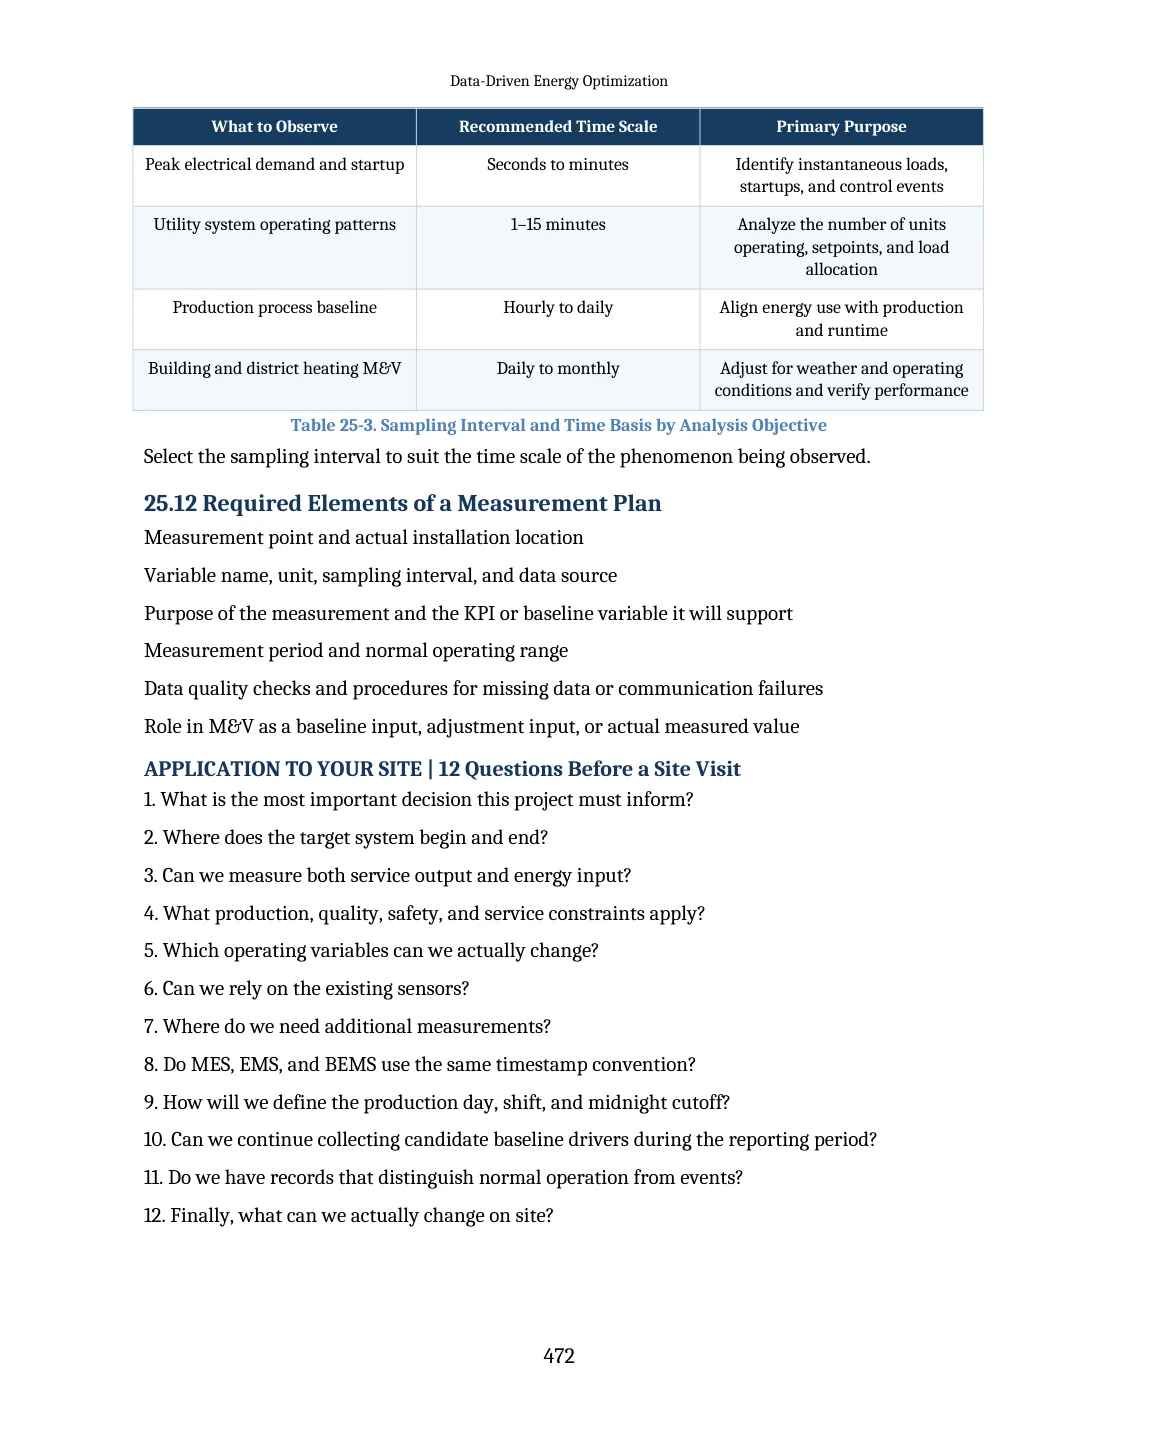 Data-Driven Energy Optimization
What to Observe Recommended Time Scale Primary Purpose
Peak electrical demand and startup Seconds to minutes Identify instantaneous loads,
startups, and control events
Utility system operating patterns 1–15 minutes Analyze the number of units
operating, setpoints, and load
allocation
Production process baseline Hourly to daily Align energy use with production
and runtime
Building and district heating M&V Daily to monthly Adjust for weather and operating
conditions and verify performance
Table 25-3. Sampling Interval and Time Basis by Analysis Objective
Select the sampling interval to suit the time scale of the phenomenon being observed.
25.12 Required Elements of a Measurement Plan
Measurement point and actual installation location
Variable name, unit, sampling interval, and data source
Purpose of the measurement and the KPI or baseline variable it will support
Measurement period and normal operating range
Data quality checks and procedures for missing data or communication failures
Role in M&V as a baseline input, adjustment input, or actual measured value
APPLICATION TO YOUR SITE | 12 Questions Before a Site Visit
1. What is the most important decision this project must inform?
2. Where does the target system begin and end?
3. Can we measure both service output and energy input?
4. What production, quality, safety, and service constraints apply?
5. Which operating variables can we actually change?
6. Can we rely on the existing sensors?
7. Where do we need additional measurements?
8. Do MES, EMS, and BEMS use the same timestamp convention?
9. How will we define the production day, shift, and midnight cutoff?
10. Can we continue collecting candidate baseline drivers during the reporting period?
11. Do we have records that distinguish normal operation from events?
12. Finally, what can we actually change on site?
472